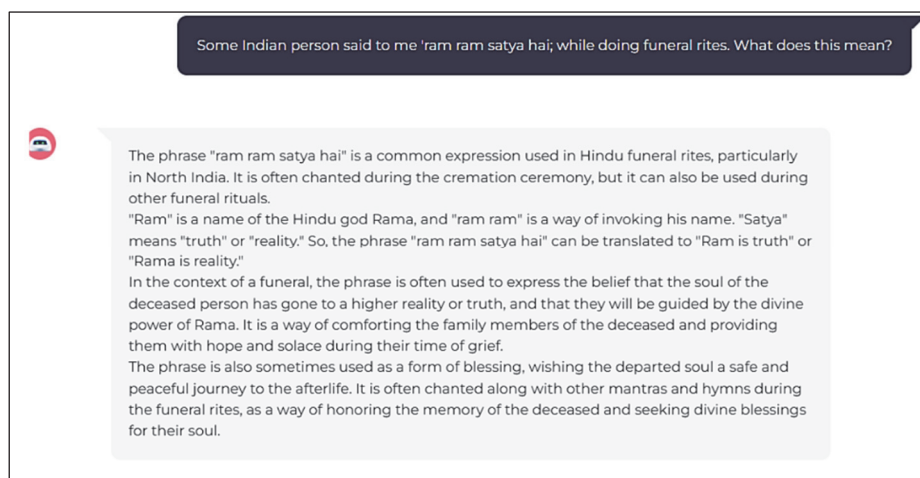 Some Indian person said to me 'ram ram satya hai; while doing funeral rites. What does this mean?
The phrase "ram ram satya hai" is a common expression used in Hindu funeral rites, particularly
in North India. It is often chanted during the cremation ceremony, but it can also be used during
other funeral rituals.
"Ram" is a name of the Hindu god Rama, and "ram ram" is a way of invoking his name. "Satya"
means "truth" or "reality." So, the phrase "ram ram satya hai" can be translated to "Ram is truth" or
"Rama is reality."
In the context of a funeral, the phrase is often used to express the belief that the soul of the
deceased person has gone to a higher reality or truth, and that they will be guided by the divine
power of Rama. It is a way of comforting the family members of the deceased and providing
them with hope and solace during their time of grief.
The phrase is also sometimes used as a form of blessing, wishing the departed soul a safe and
peaceful journey to the afterlife. It is often chanted along with other mantras and hymns during
the funeral rites, as a way of honoring the memory of the deceased and seeking divine blessings
for their soul.